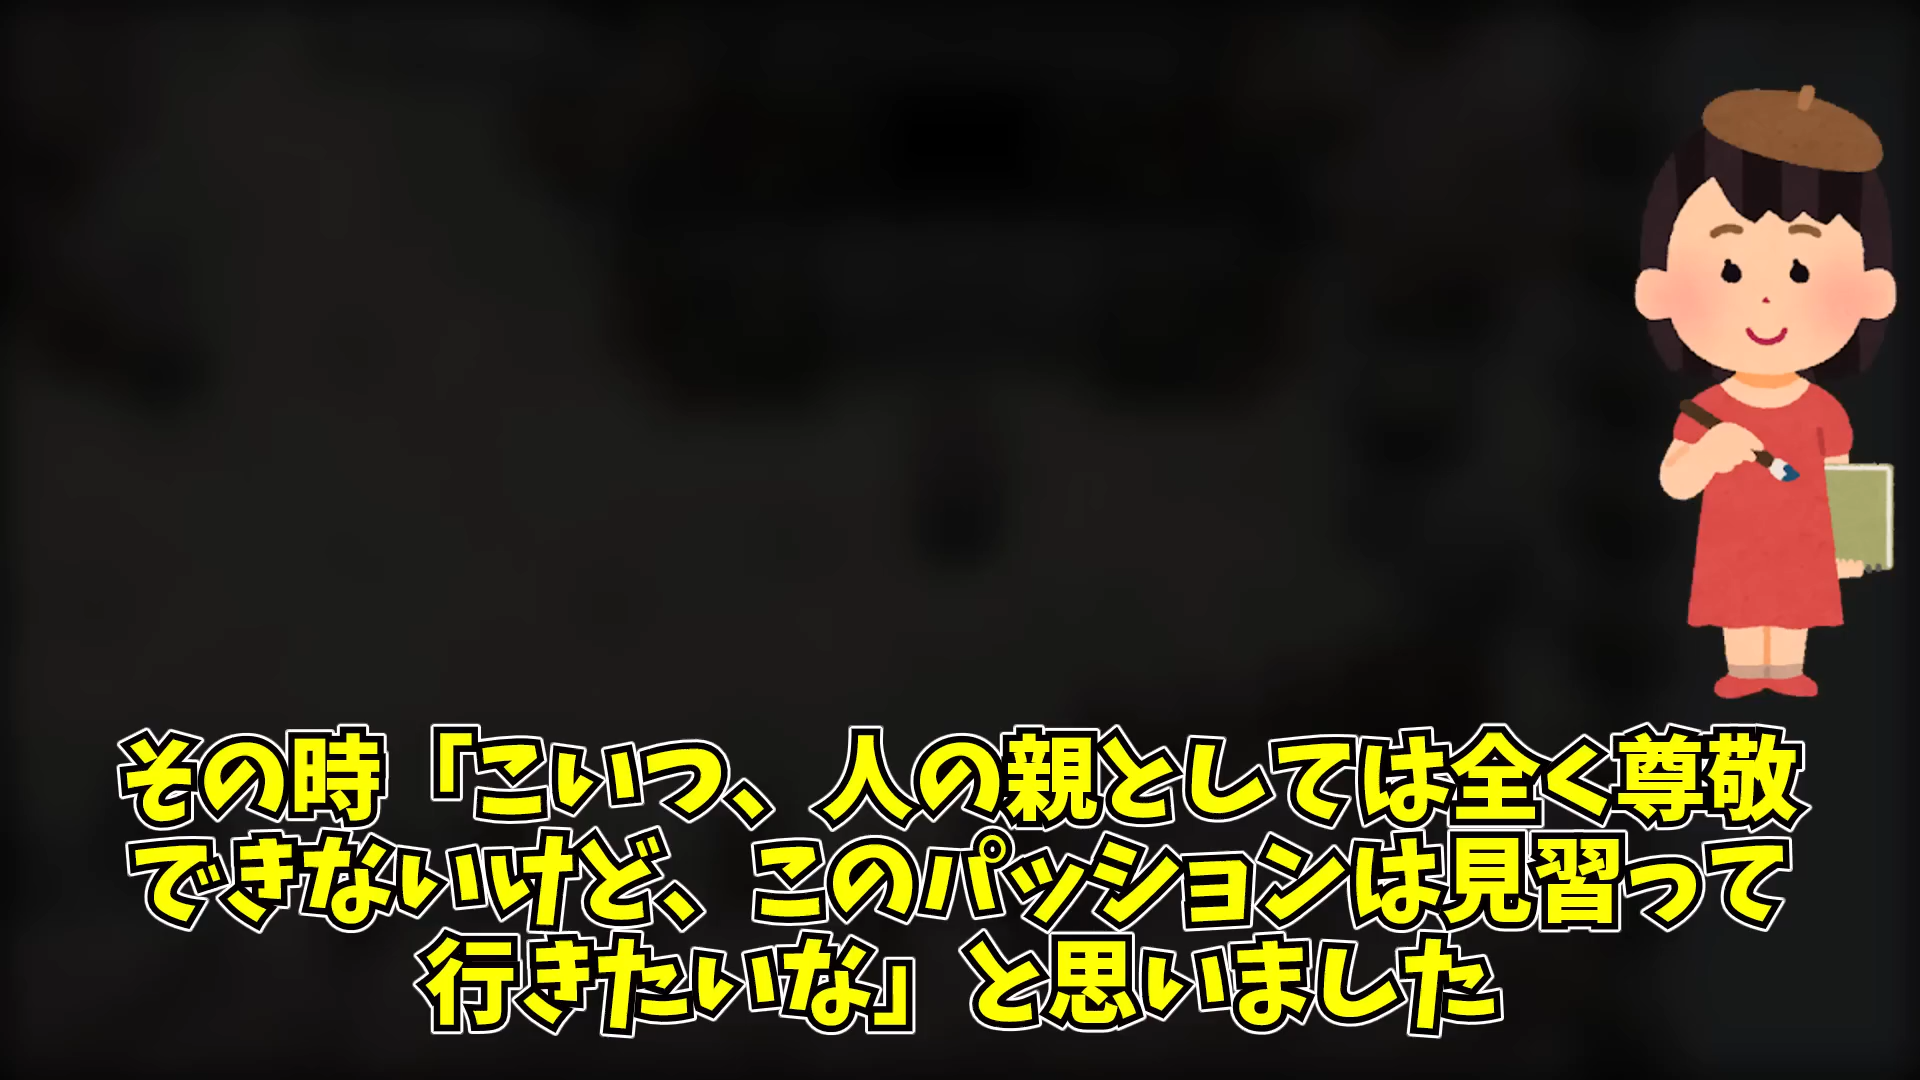 その時「こいつ、人の親としては全く尊敬
できないけど、このパッションは見習って
行きたいな」と思いました